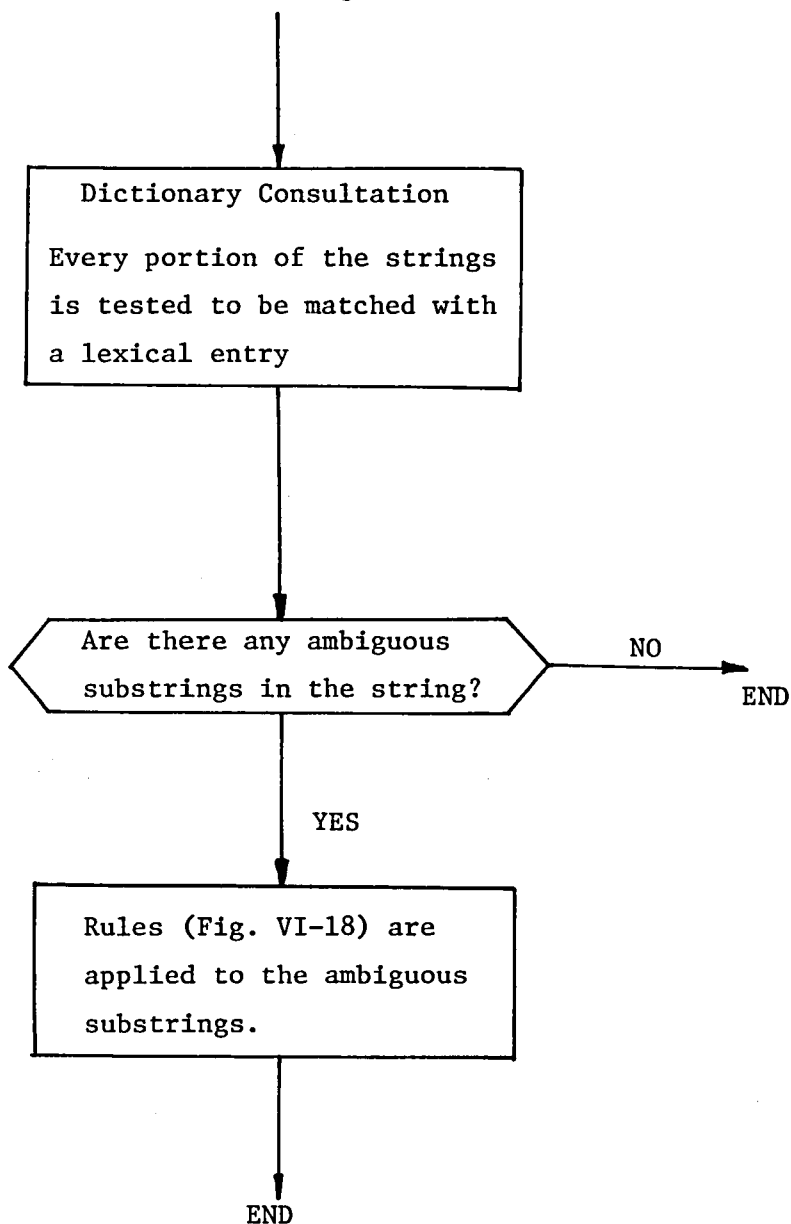 Dictionary Consultation
Every portion of the strings
is tested to be matched with
a lexical entry
Are there any ambiguous
substrings in the string?
NO
END
YES
Rules (Fig. VI-18) are
applied to the ambiguous
substrings.
END